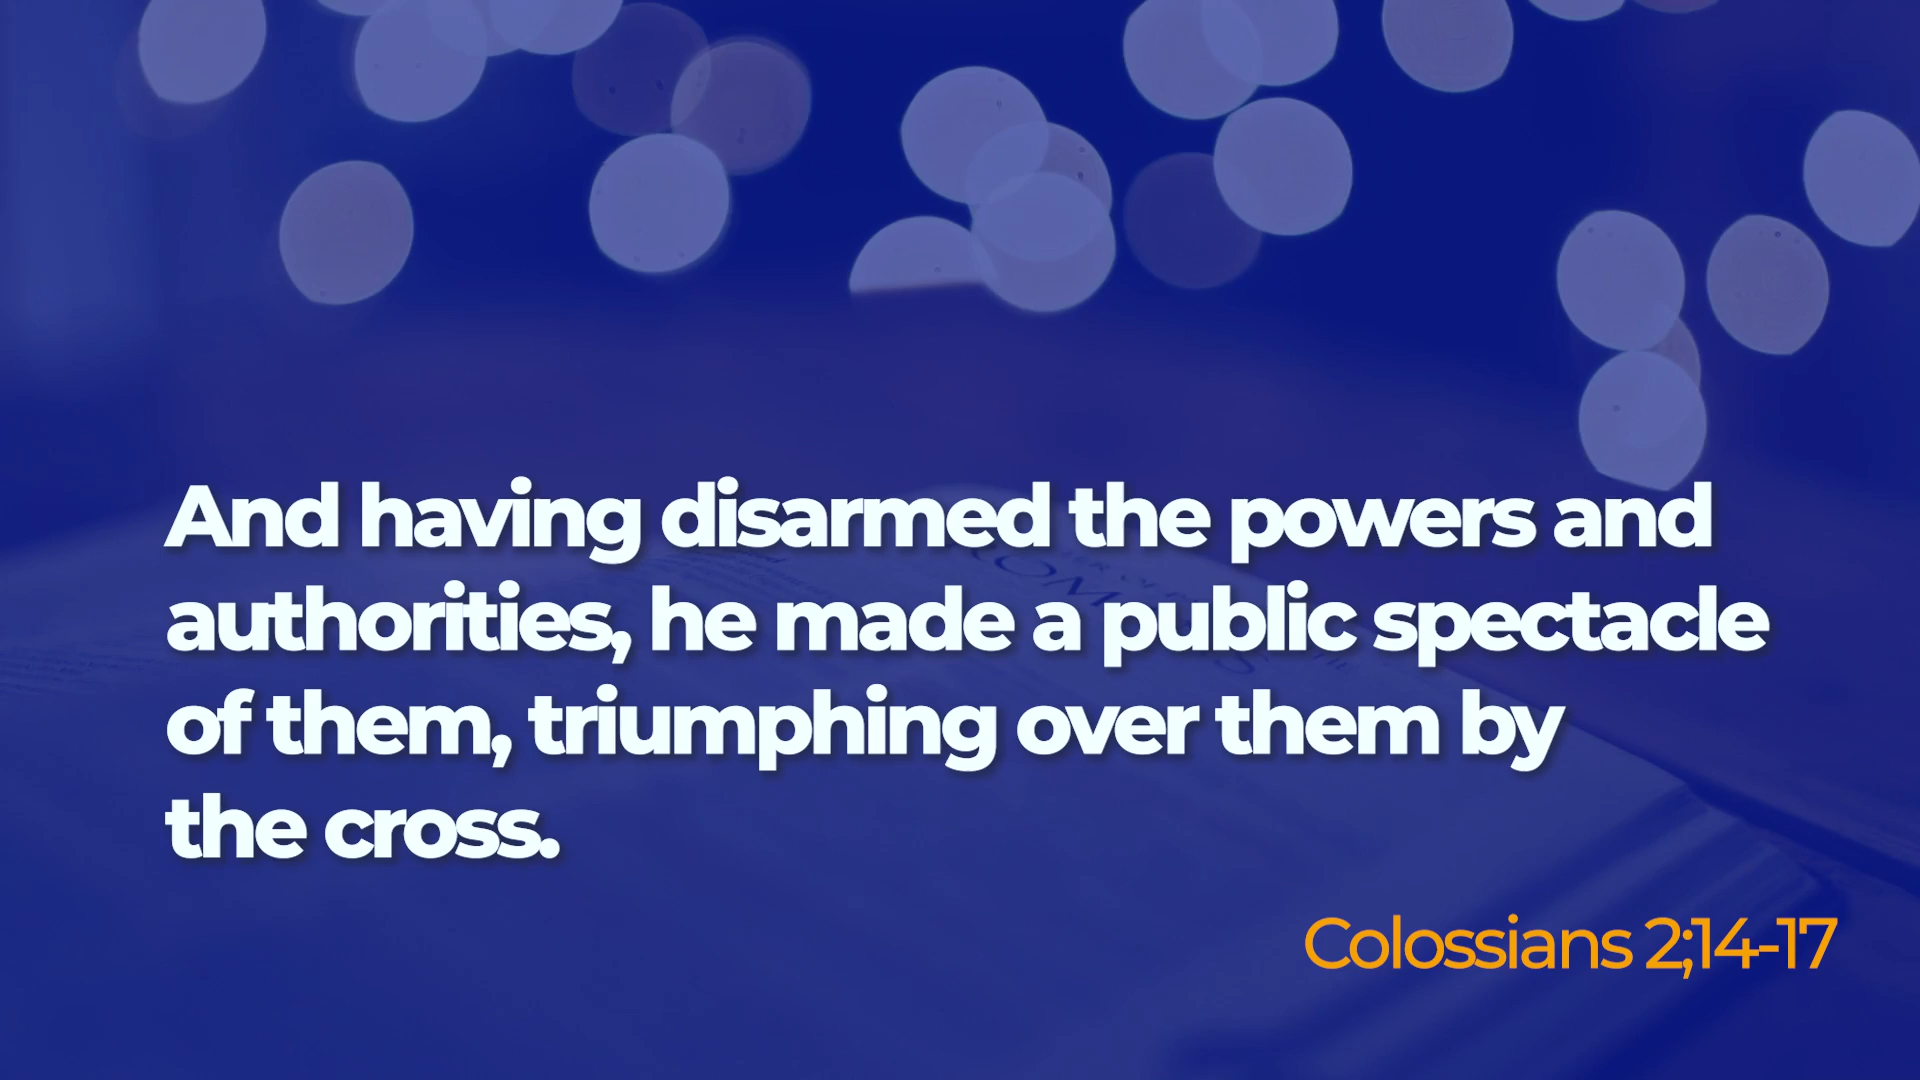 And having disarmed the powers and
authorities, he made a public spectacle
of them, triumphing over them by
the cross.
Colossians 2;14-17